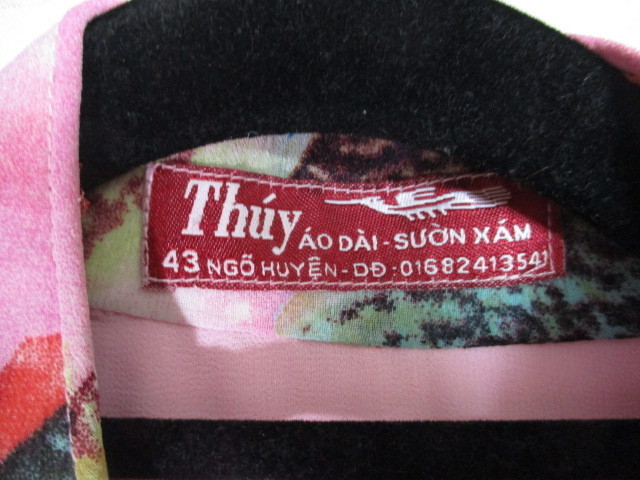 Thúy
ÁO DÀI - SƯỜN XÁM
43 NGÕ HUYỆN - DĐ : 01682413541